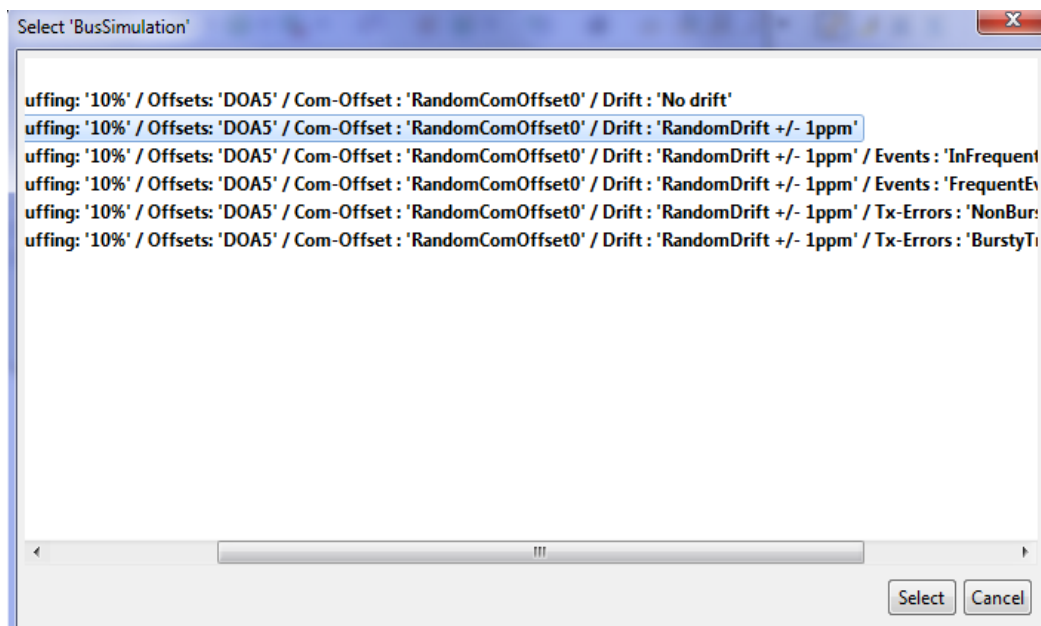 Select 'BusSimulation'
X
uffing: '10%' / Offsets: 'DOA5' / Com-Offset : 'RandomComOffset0' / Drift : 'No drift'
uffing: '10%' / Offsets: 'DOA5' / Com-Offset : 'RandomComOffset0' / Drift : 'RandomDrift +/- 1ppm'
uffing: '10%' / Offsets: 'DOA5' / Com-Offset : 'RandomComOffset0' / Drift : 'RandomDrift +/- 1ppm' / Events : 'InFrequent
uffing: '10%' / Offsets: 'DOA5' / Com-Offset : 'RandomComOffset0' / Drift : 'RandomDrift +/- 1ppm' / Events : 'FrequentEv
uffing: '10%' / Offsets: 'DOA5' / Com-Offset : 'RandomComOffset0' / Drift : 'RandomDrift +/- 1ppm' / Tx-Errors : 'NonBurs
uffing: '10%' / Offsets: 'DOA5' / Com-Offset : 'RandomComOffset0' / Drift : 'RandomDrift +/- 1ppm' / Tx-Errors : 'BurstyTr
Select Cancel